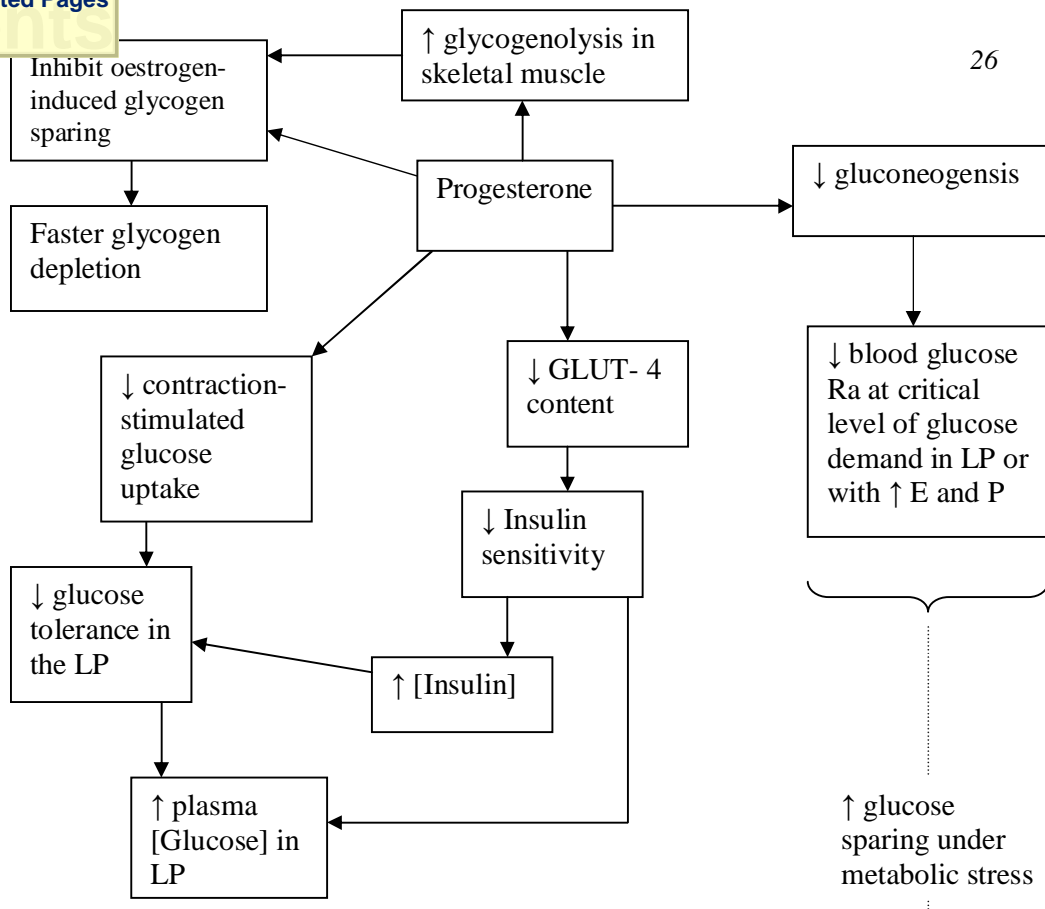 ted Pages
nts
↑ glycogenolysis in
skeletal muscle
26
Inhibit oestrogen-
induced glycogen
sparing
Progesterone
↓ gluconeogensis
Faster glycogen
depletion
↓ contraction-
stimulated
glucose
uptake
↓ GLUT- 4
content
↓ blood glucose
Ra at critical
level of glucose
demand in LP or
with ↑ E and P
↓ Insulin
sensitivity
↓ glucose
tolerance in
the LP
↑ [Insulin]
↑ plasma
[Glucose] in
LP
↑ glucose
sparing under
metabolic stress